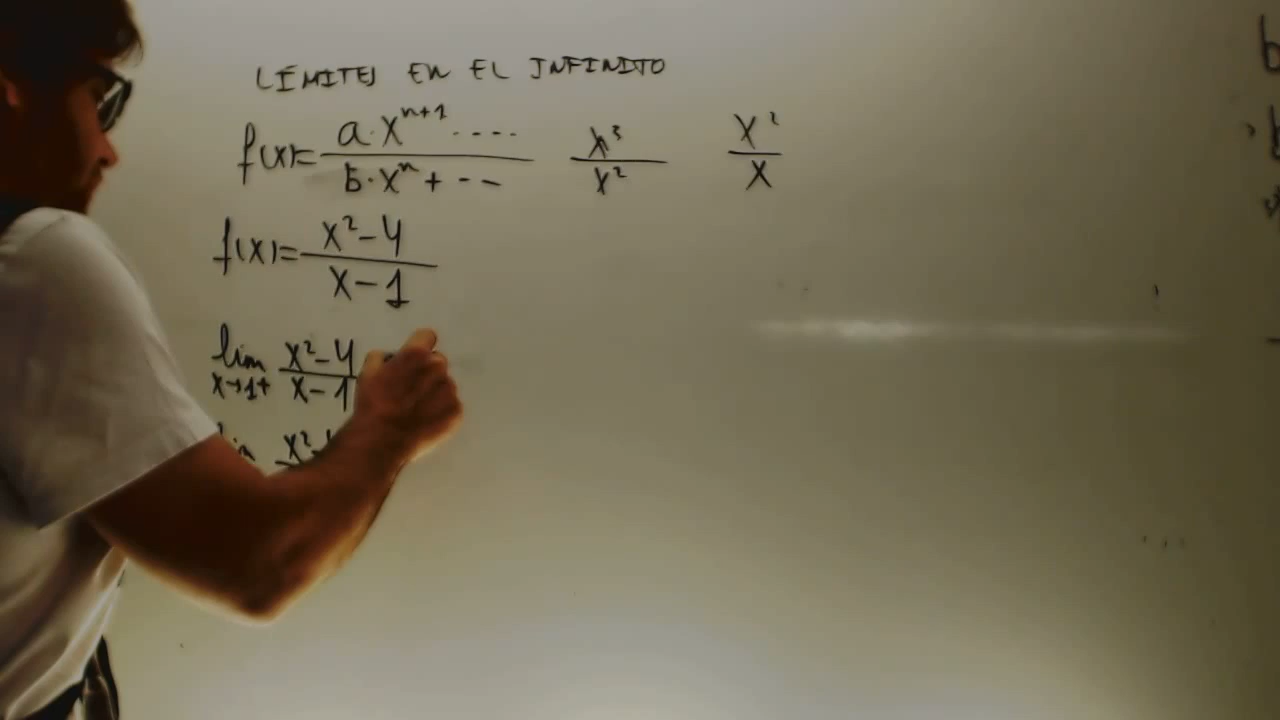 LÍMITES EN EL INFINITO
f(x)= a·x^(n+1) ···· / b·x^n + -- x³/x² x²/x
f(x)= x²-4 / x-1
lim x→1+ x²-4 / x-1